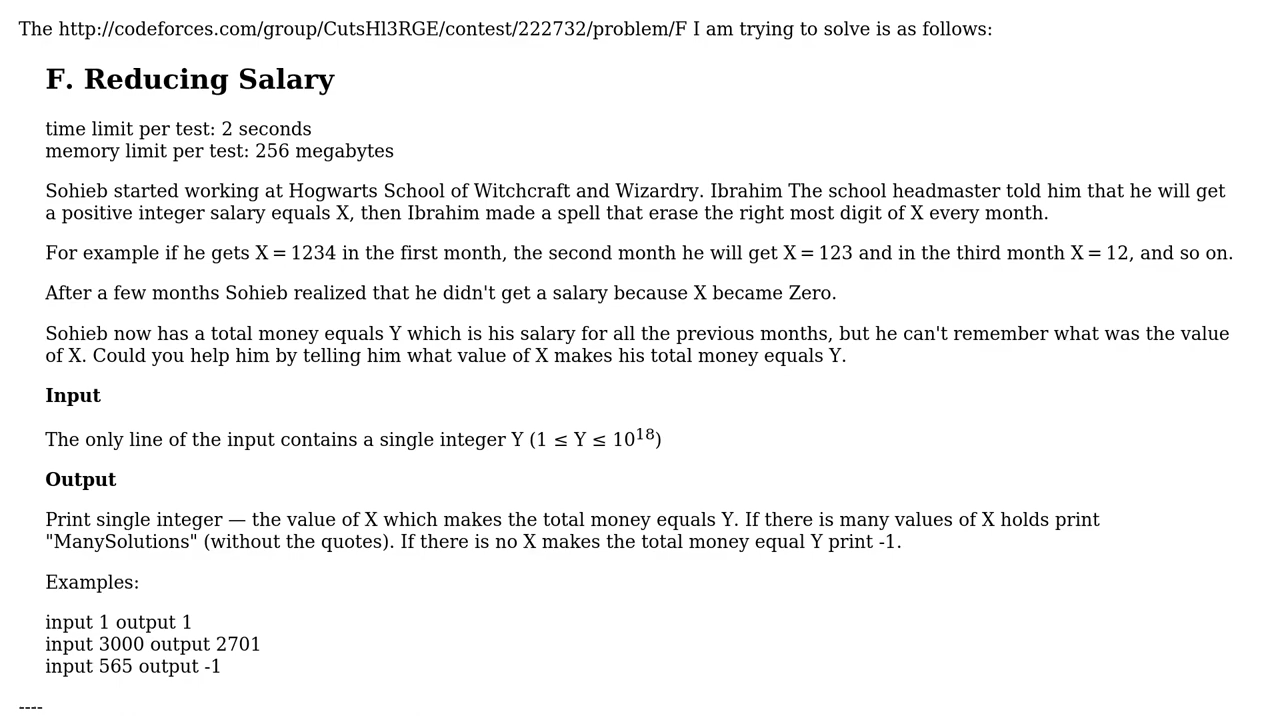 The http://codeforces.com/group/CutsHl3RGE/contest/222732/problem/F I am trying to solve is as follows:
F. Reducing Salary
time limit per test: 2 seconds
memory limit per test: 256 megabytes
Sohieb started working at Hogwarts School of Witchcraft and Wizardry. Ibrahim The school headmaster told him that he will get
a positive integer salary equals X, then Ibrahim made a spell that erase the right most digit of X every month.
For example if he gets X = 1234 in the first month, the second month he will get X = 123 and in the third month X = 12, and so on.
After a few months Sohieb realized that he didn't get a salary because X became Zero.
Sohieb now has a total money equals Y which is his salary for all the previous months, but he can't remember what was the value
of X. Could you help him by telling him what value of X makes his total money equals Y.
Input
The only line of the input contains a single integer Y (1 ≤ Y ≤ 10¹⁸)
Output
Print single integer — the value of X which makes the total money equals Y. If there is many values of X holds print
"ManySolutions" (without the quotes). If there is no X makes the total money equal Y print -1.
Examples:
input 1 output 1
input 3000 output 2701
input 565 output -1
----